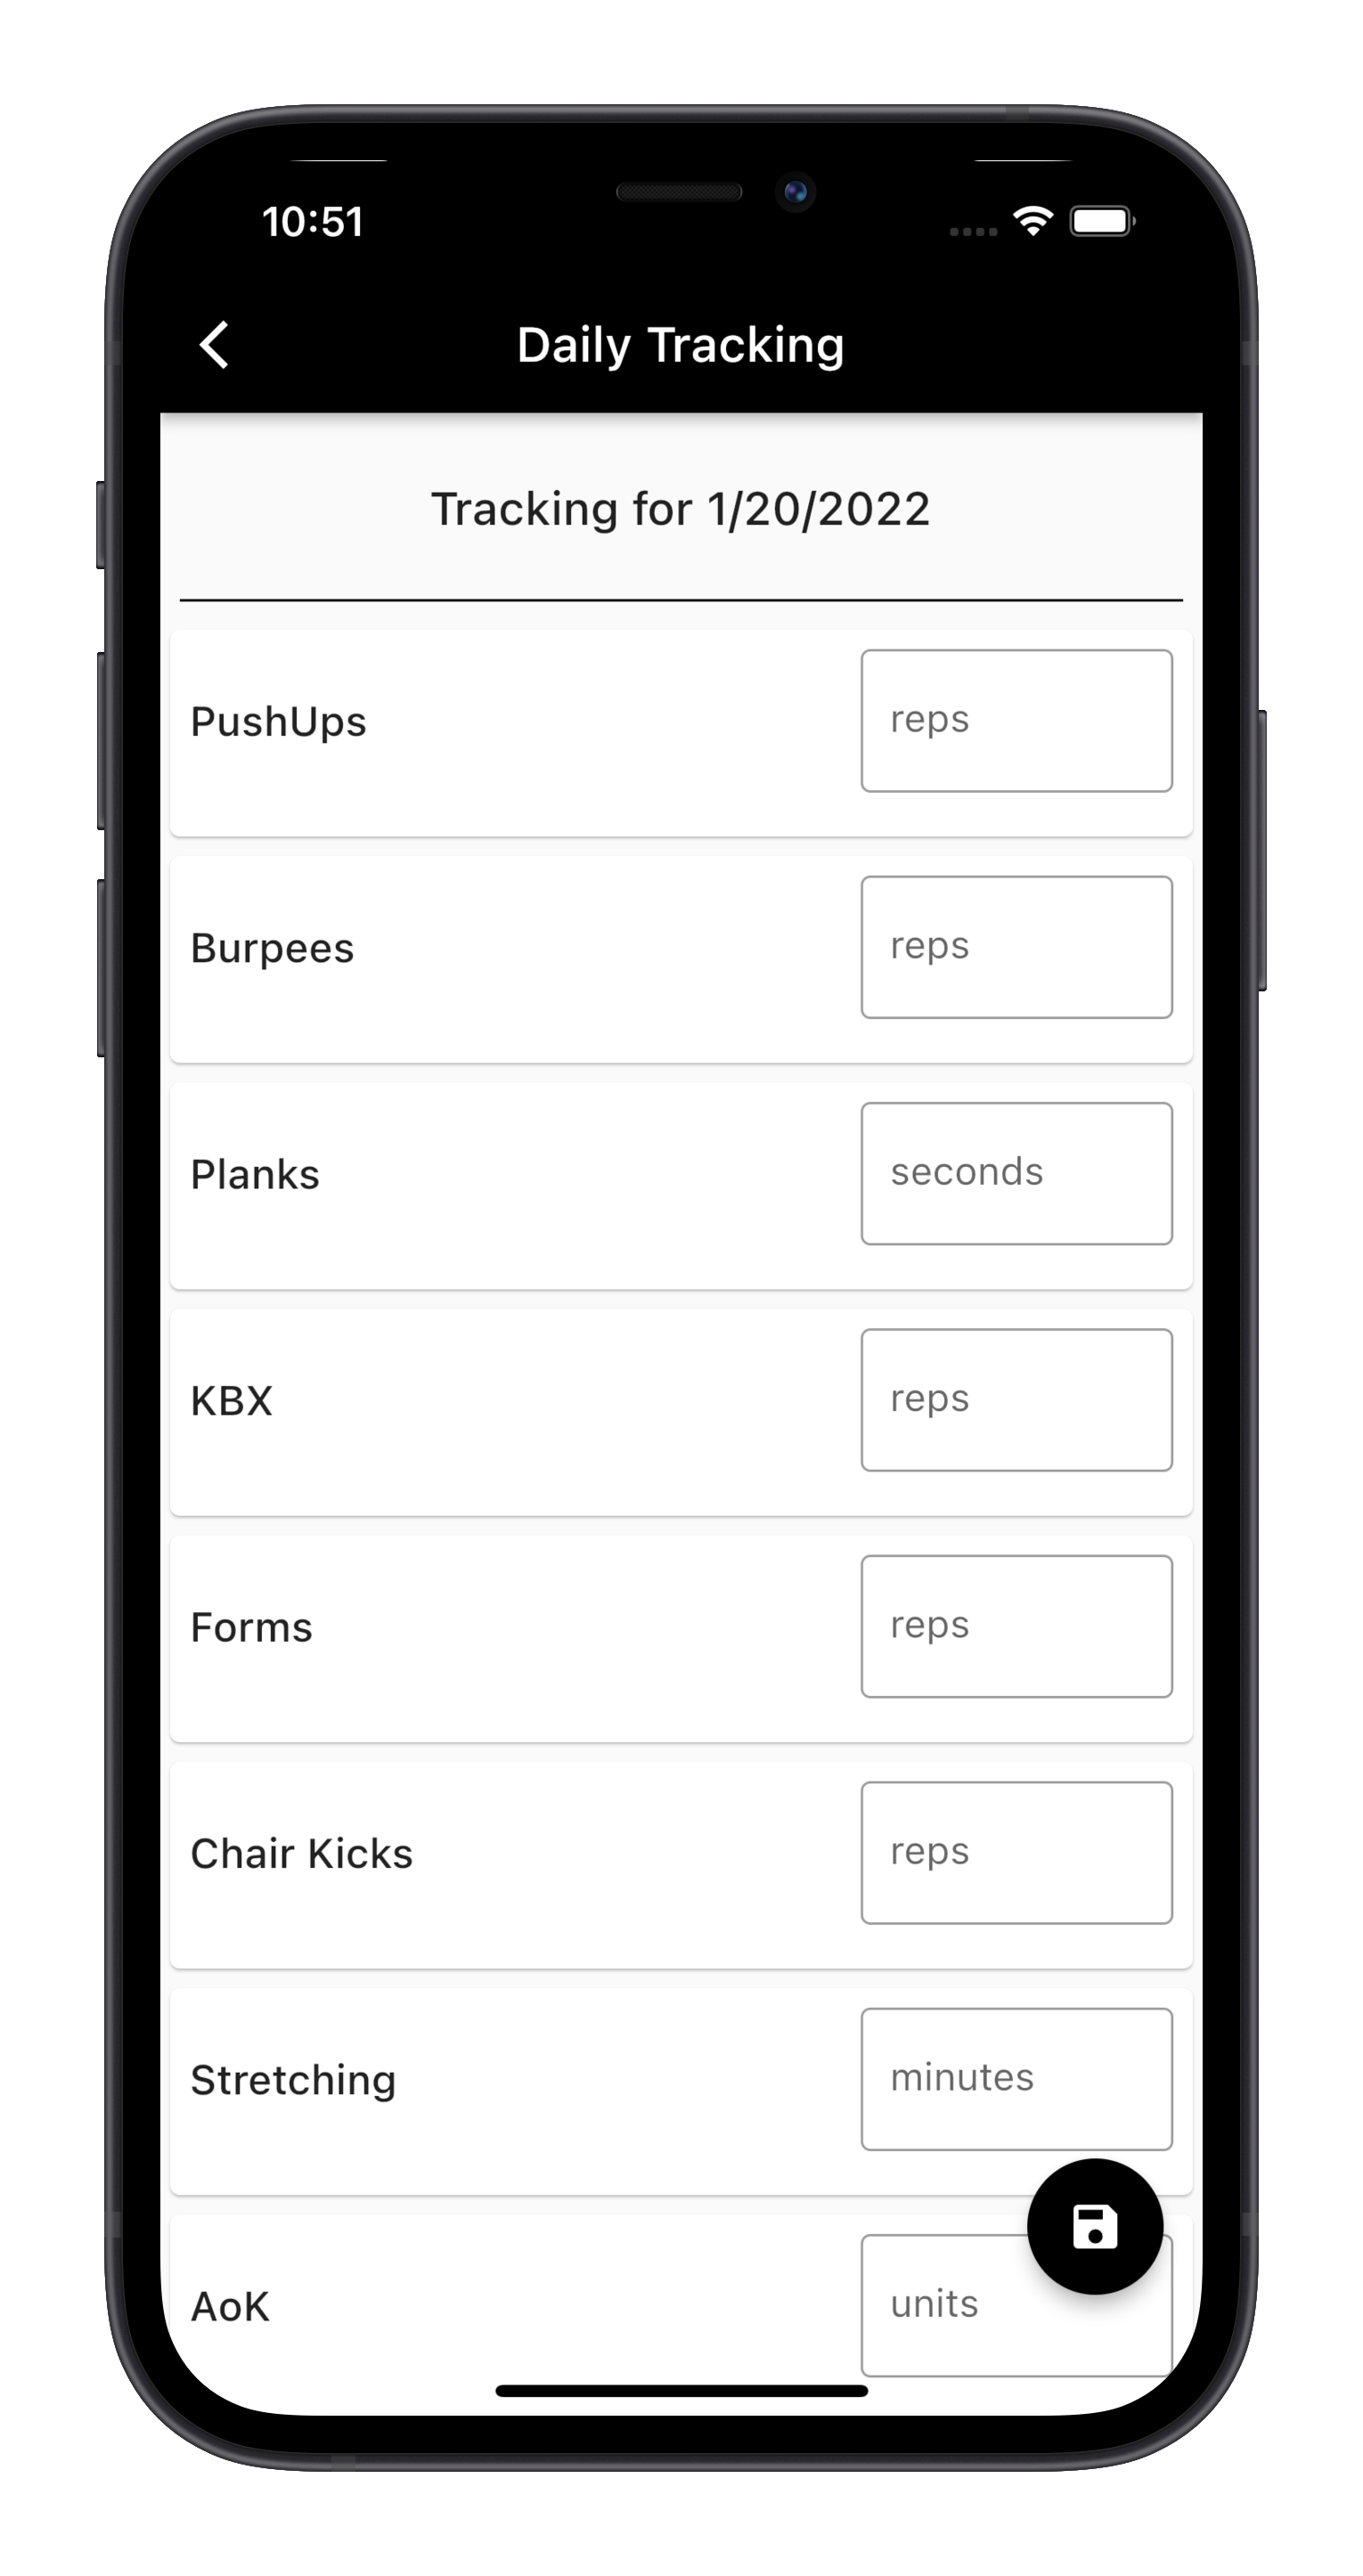 10:51
Daily Tracking
Tracking for 1/20/2022
PushUps reps
Burpees reps
Planks seconds
KBX reps
Forms reps
Chair Kicks reps
Stretching minutes
AoK units